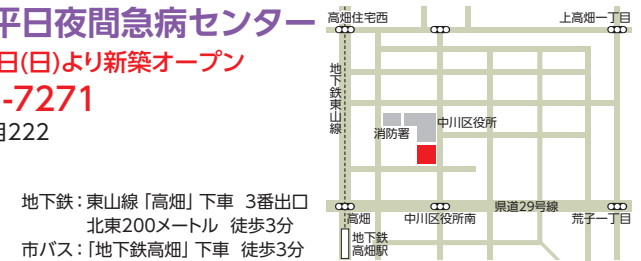 平日夜間急病センター
日(日)より新築オープン
-7271
目222
地下鉄：東山線「高畑」下車 3番出口
北東200メートル 徒歩3分
市バス：「地下鉄高畑」下車 徒歩3分
高畑住宅西
上高畑一丁目
地下鉄東山線
消防署
中川区役所
県道29号線
高畑
中川区役所南
荒子一丁目
地下鉄
高畑駅